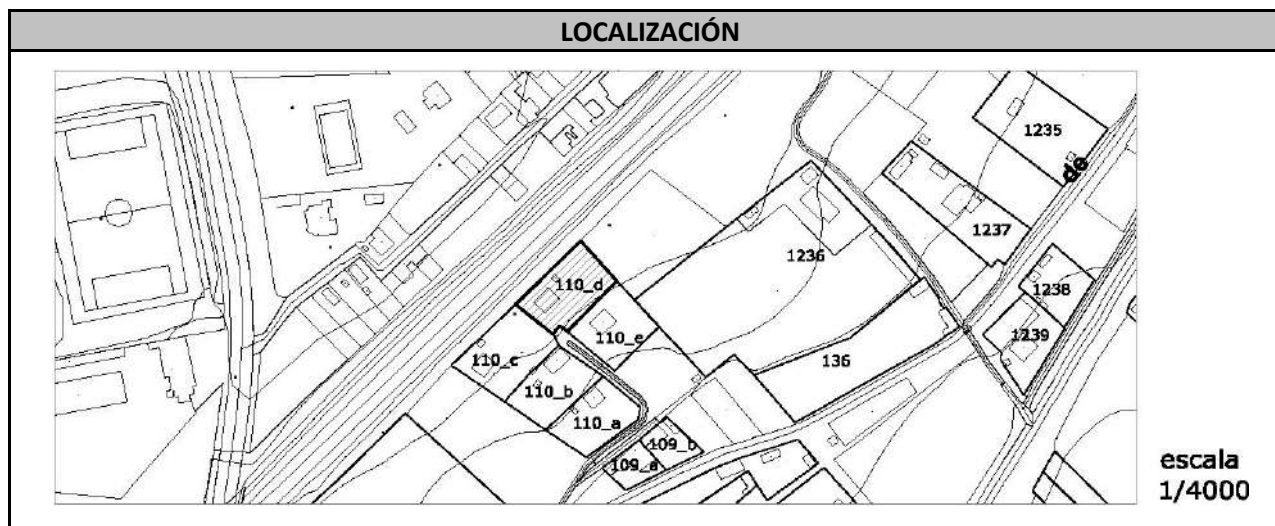 LOCALIZACIÓN
1235
de
1237
1236
110_d
1238
110_e
1239
110_c
136
110_b
110_a
109_b
109_a
escala
1/4000